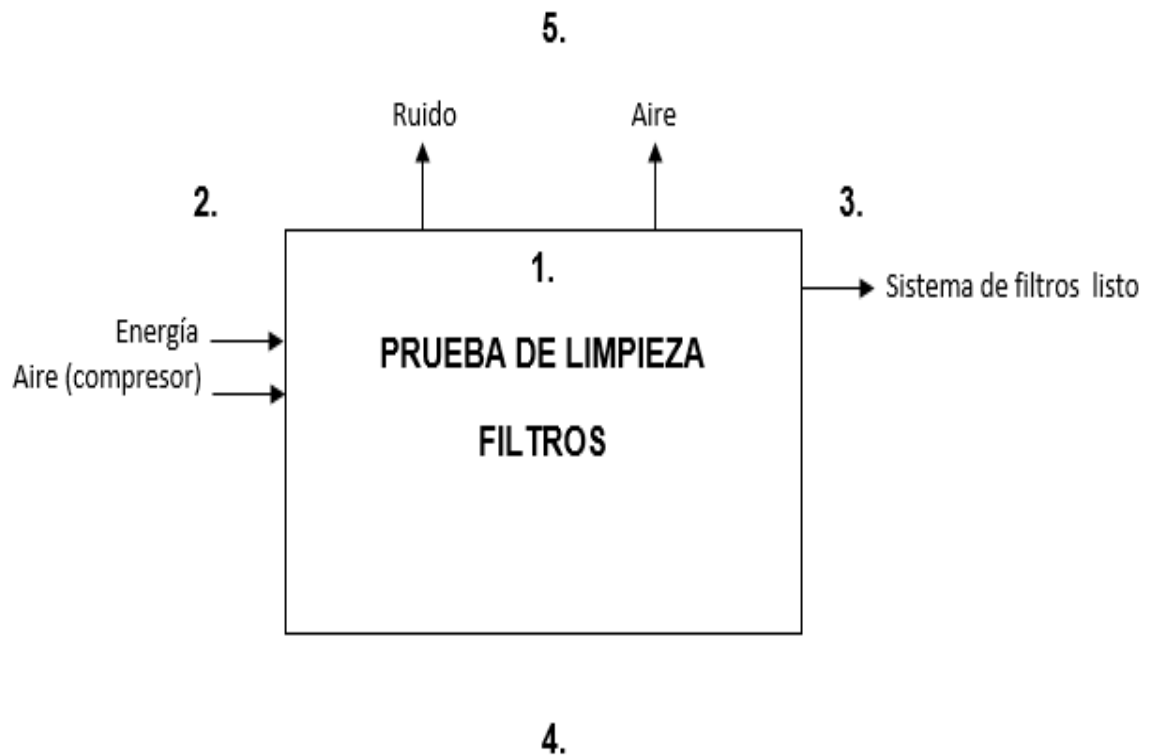 5.
Ruido
Aire
2.
3.
1.
Sistema de filtros listo
Energía
PRUEBA DE LIMPIEZA
Aire (compresor)
FILTROS
4.